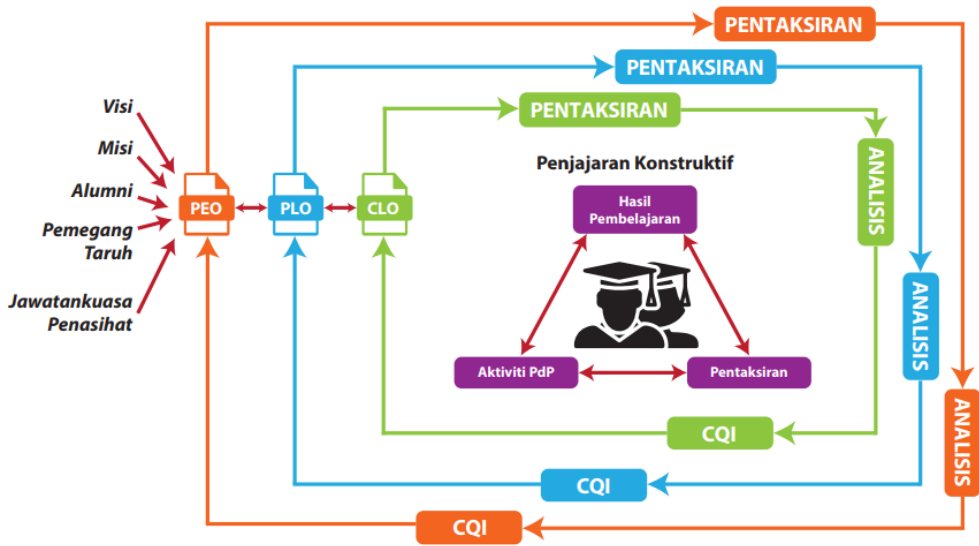 PENTAKSIRAN
PENTAKSIRAN
PENTAKSIRAN
Visi
Misi
Alumni
Pemegang
Taruh
Jawatankuasa
Penasihat
PEO
PLO
CLO
Penjajaran Konstruktif
Hasil
Pembelajaran
Aktiviti PdP
Pentaksiran
ANALISIS
ANALISIS
ANALISIS
CQI
CQI
CQI